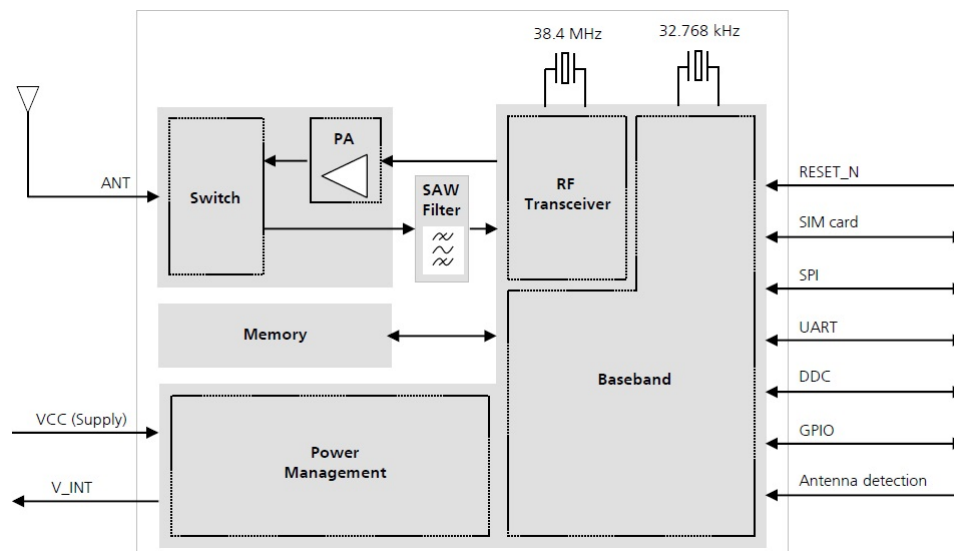 38.4 MHz
32.768 kHz
ANT
Switch
PA
SAW
Filter
RF
Transceiver
RESET_N
SIM card
SPI
UART
DDC
GPIO
Antenna detection
Memory
Baseband
VCC (Supply)
V_INT
Power
Management